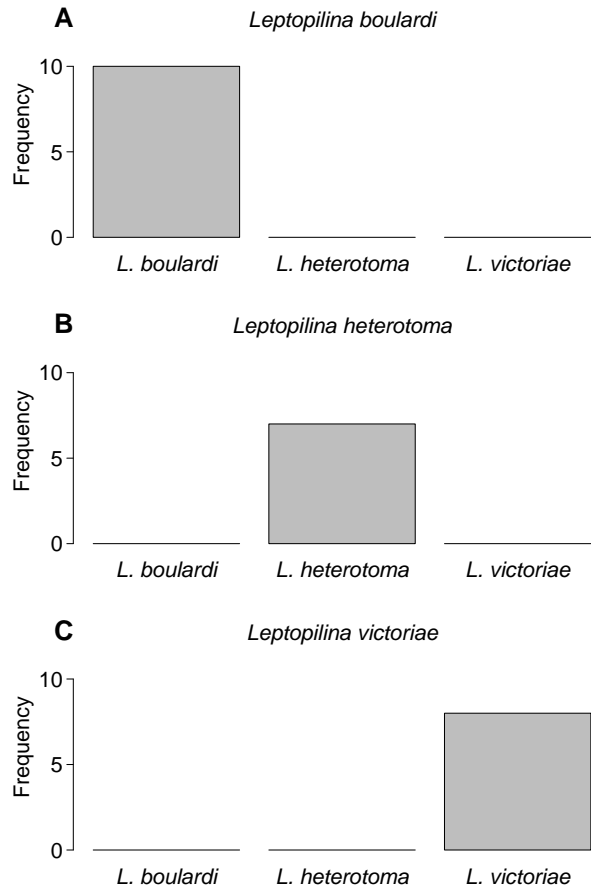 A Leptopilina boulardi
10
5
0
Frequency
L. boulardi L. heterotoma L. victoriae
B Leptopilina heterotoma
10
5
0
Frequency
L. boulardi L. heterotoma L. victoriae
C Leptopilina victoriae
10
5
0
Frequency
L. boulardi L. heterotoma L. victoriae